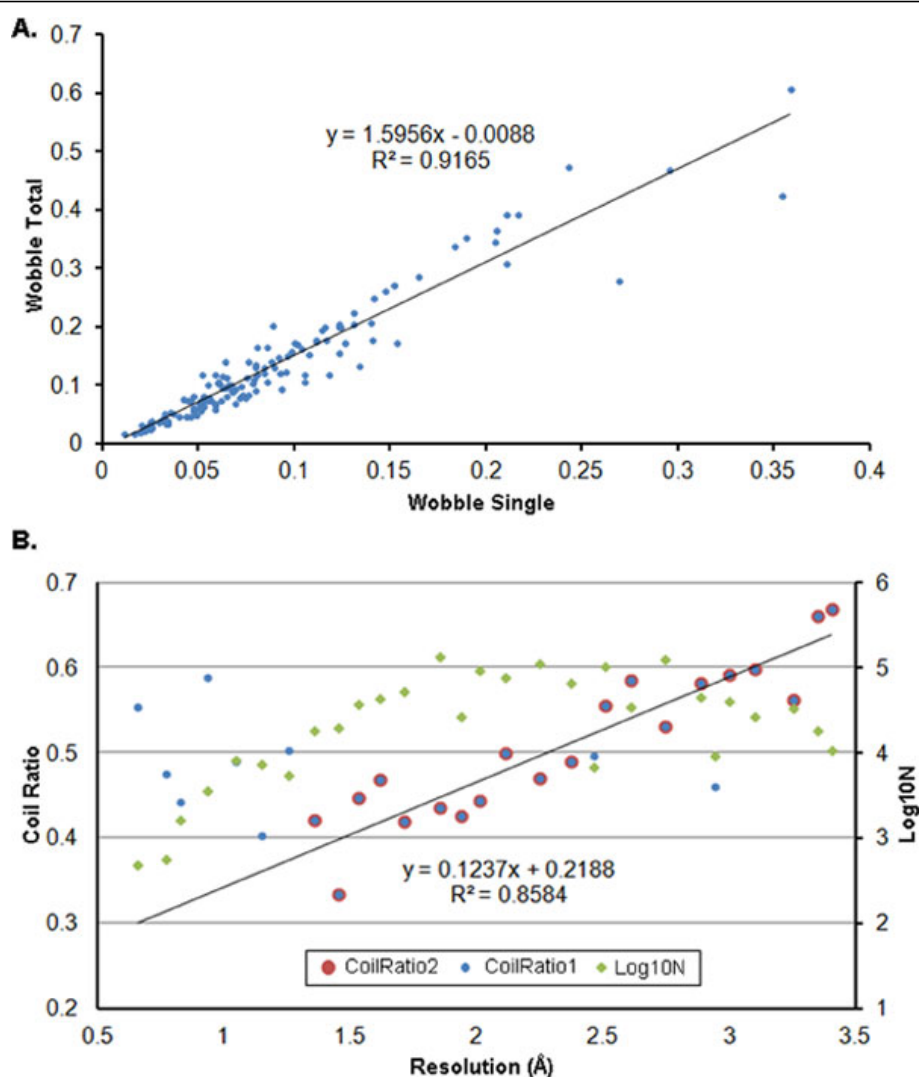 A.
0.7
0.6
0.5
0.4
0.3
0.2
0.1
0
Wobble Total
y = 1.5956x - 0.0088
R² = 0.9165
0 0.05 0.1 0.15 0.2 0.25 0.3 0.35 0.4
Wobble Single
B.
0.7
0.6
0.5
0.4
0.3
0.2
Coil Ratio
y = 0.1237x + 0.2188
R² = 0.8584
CoilRatio2 CoilRatio1 Log10N
6
5
4
3
2
1
Log10N
0.5 1 1.5 2 2.5 3 3.5
Resolution (Å)